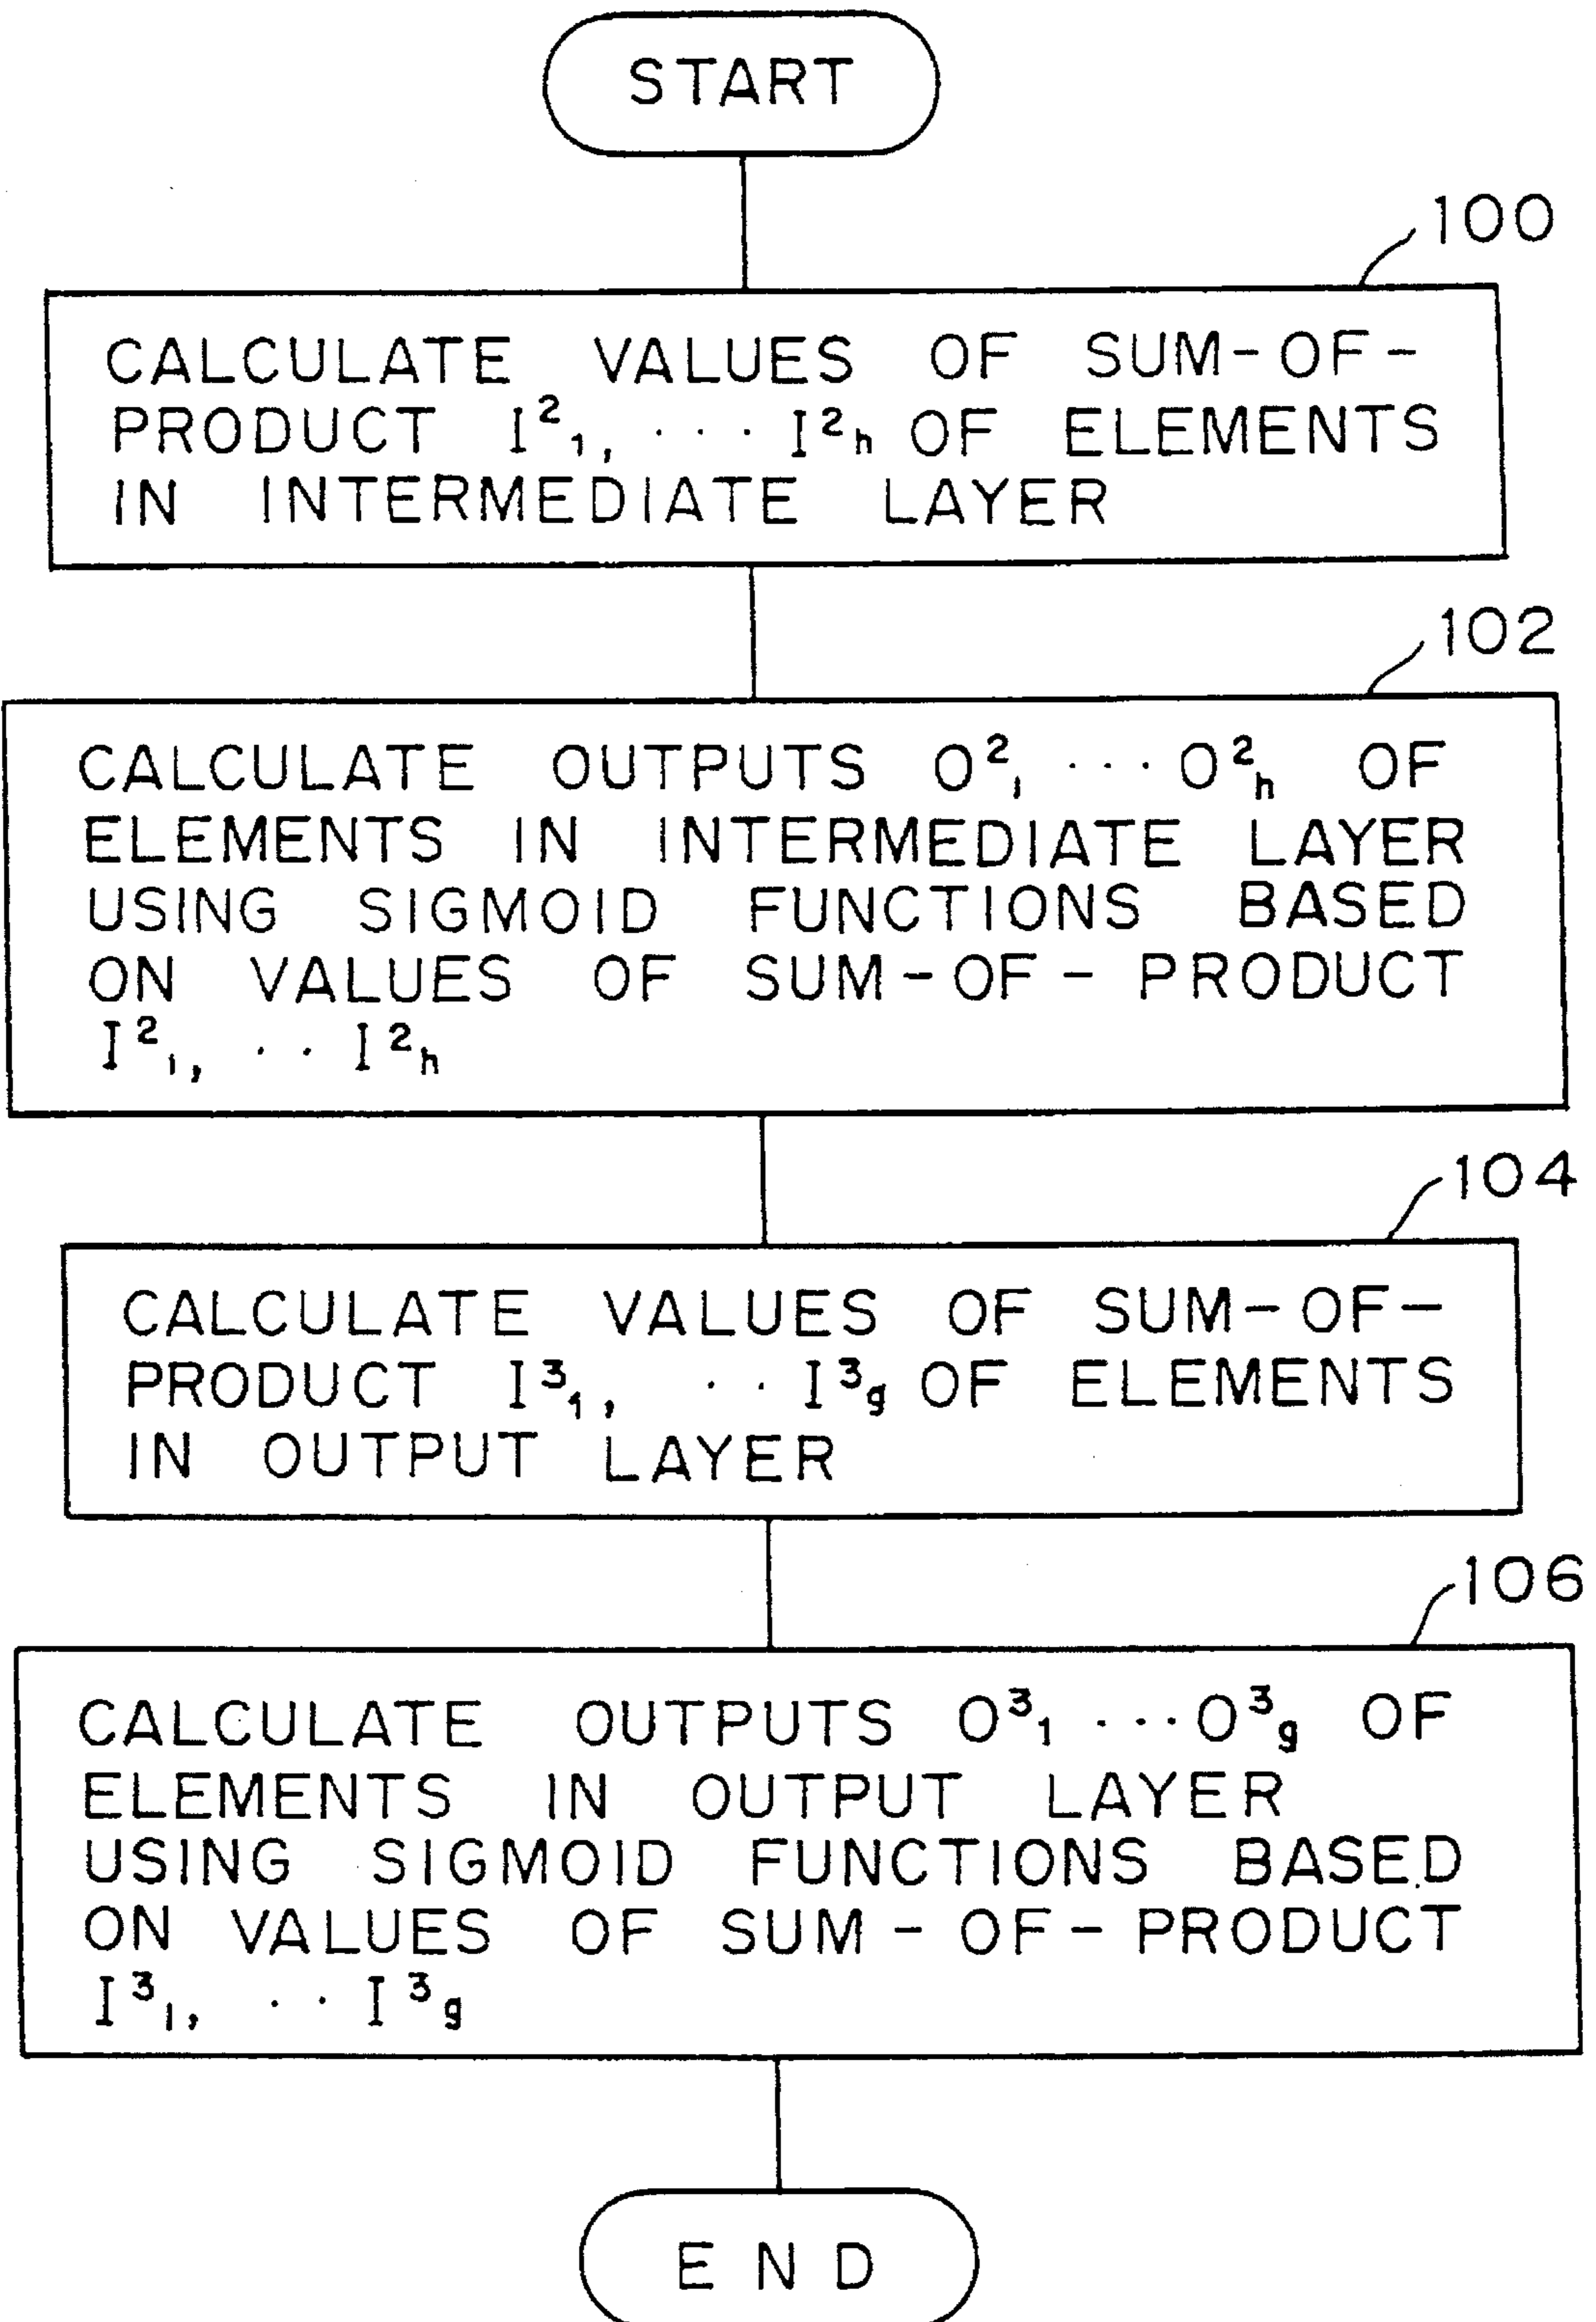 START
100
CALCULATE VALUES OF SUM-OF-
PRODUCT I²₁, ··· I²ₕ OF ELEMENTS
IN INTERMEDIATE LAYER
102
CALCULATE OUTPUTS O²₁ ··· O²ₕ OF
ELEMENTS IN INTERMEDIATE LAYER
USING SIGMOID FUNCTIONS BASED
ON VALUES OF SUM-OF-PRODUCT
I²₁, ·· I²ₕ
104
CALCULATE VALUES OF SUM-OF-
PRODUCT I³₁, ·· I³g OF ELEMENTS
IN OUTPUT LAYER
106
CALCULATE OUTPUTS O³₁ ··· O³g OF
ELEMENTS IN OUTPUT LAYER
USING SIGMOID FUNCTIONS BASED
ON VALUES OF SUM-OF-PRODUCT
I³₁, ·· I³g
END